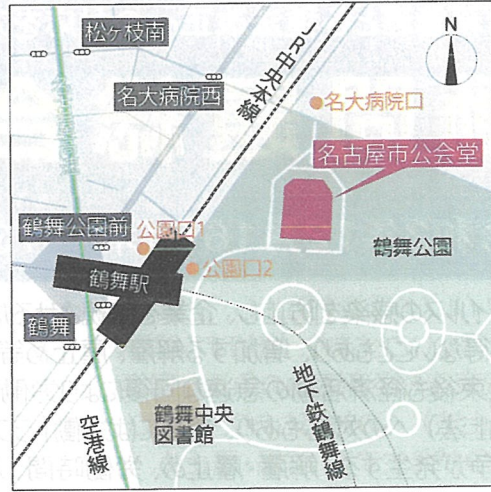 松ヶ枝南
N
JR中央本線
名大病院西
名大病院口
名古屋市公会堂
鶴舞公園前
公園口1
鶴舞公園
公園口2
鶴舞駅
鶴舞
地下鉄鶴舞線
鶴舞中央
図書館
空港線